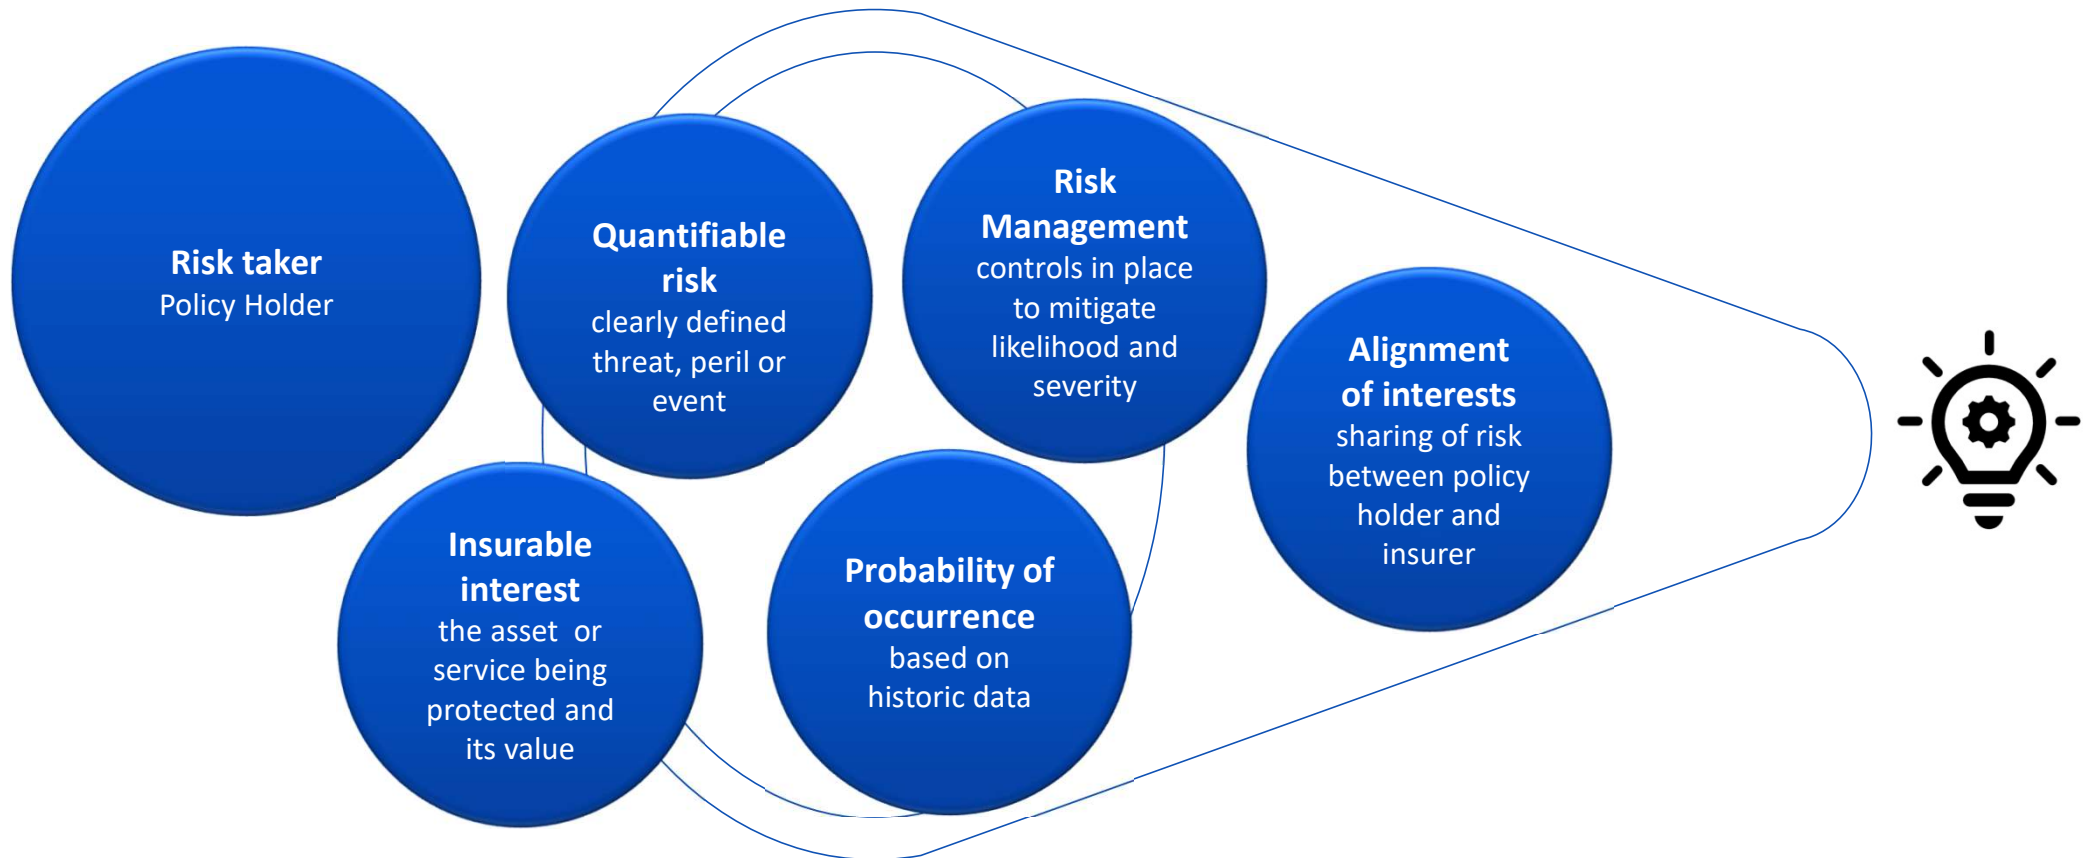 Risk taker
Policy Holder
Quantifiable
risk
clearly defined
threat, peril or
event
Risk
Management
controls in place
to mitigate
likelihood and
severity
Alignment
of interests
sharing of risk
between policy
holder and
insurer
Insurable
interest
the asset  or
service being
protected and
its value
Probability of
occurrence
based on
historic data